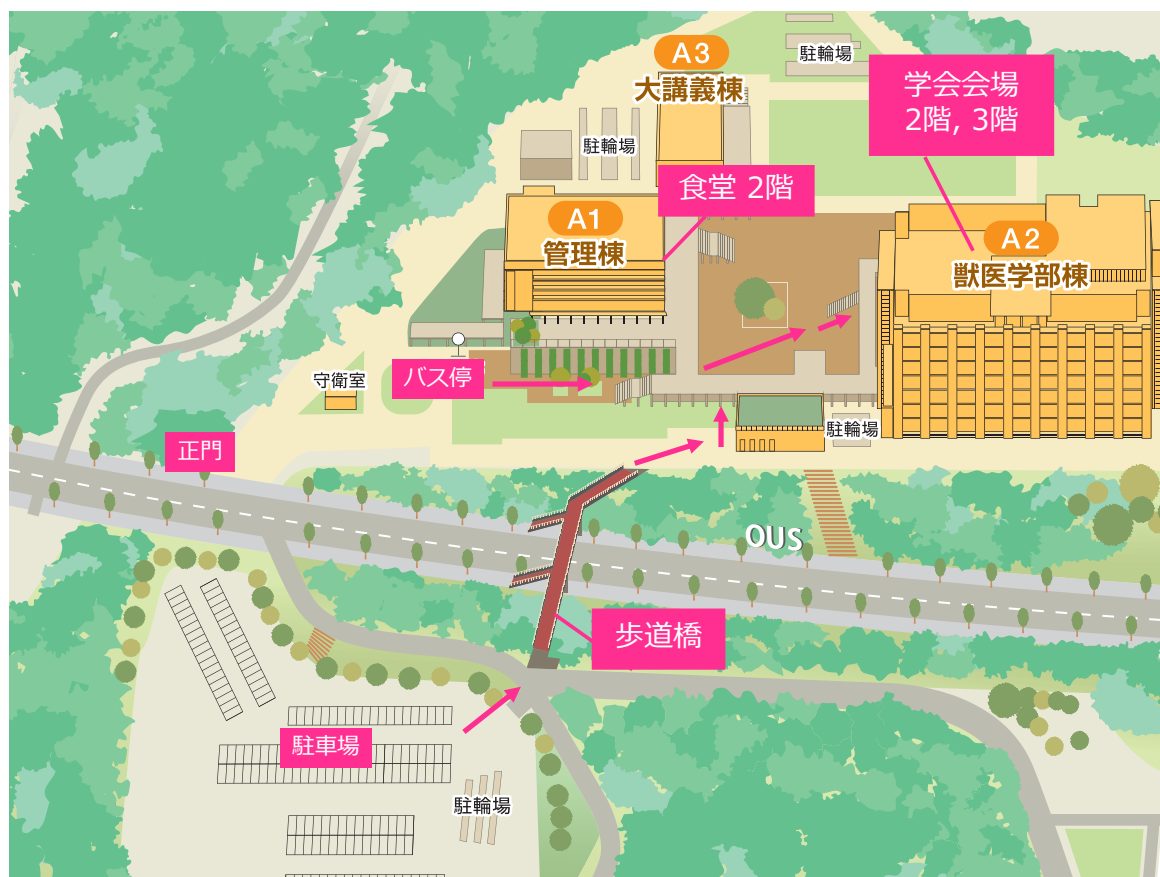 A3
大講義棟
駐輪場
学会会場
2階, 3階
駐輪場
食堂 2階
A1
管理棟
A2
獣医学部棟
守衛室
バス停
駐輪場
正門
OUS
歩道橋
駐車場
駐輪場